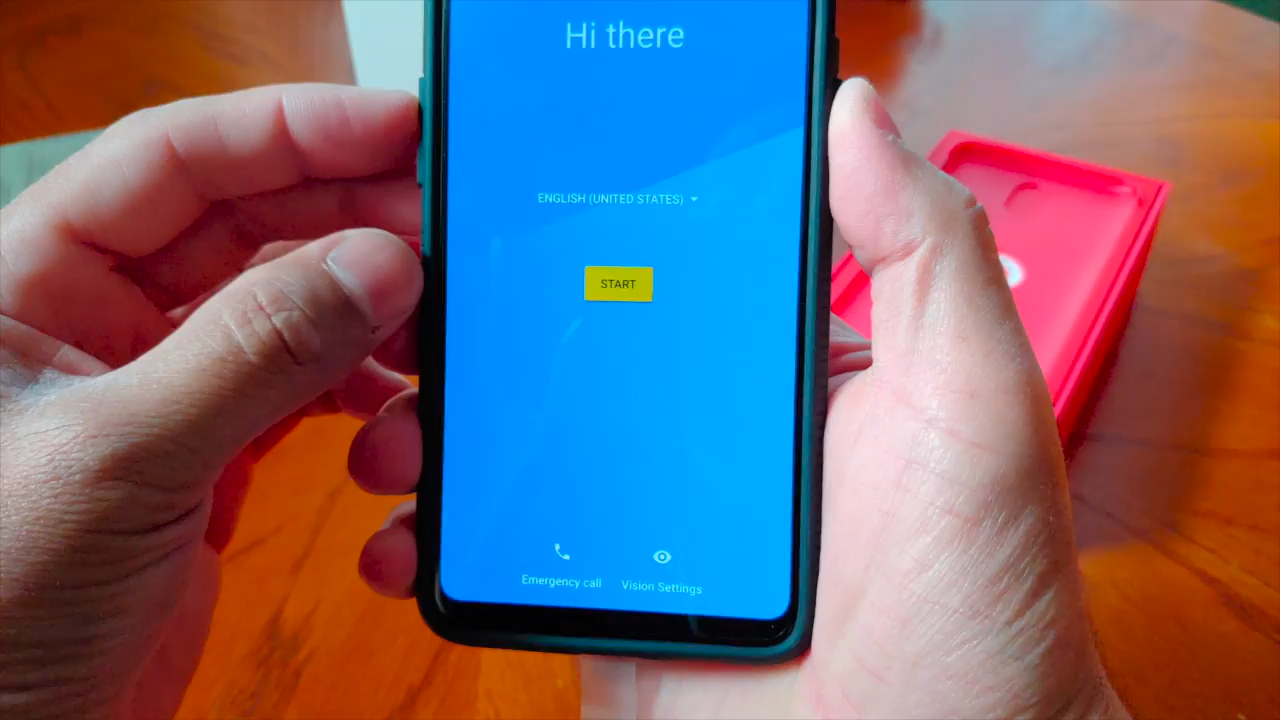 Hi there
ENGLISH (UNITED STATES)
START
Emergency call
Vision Settings